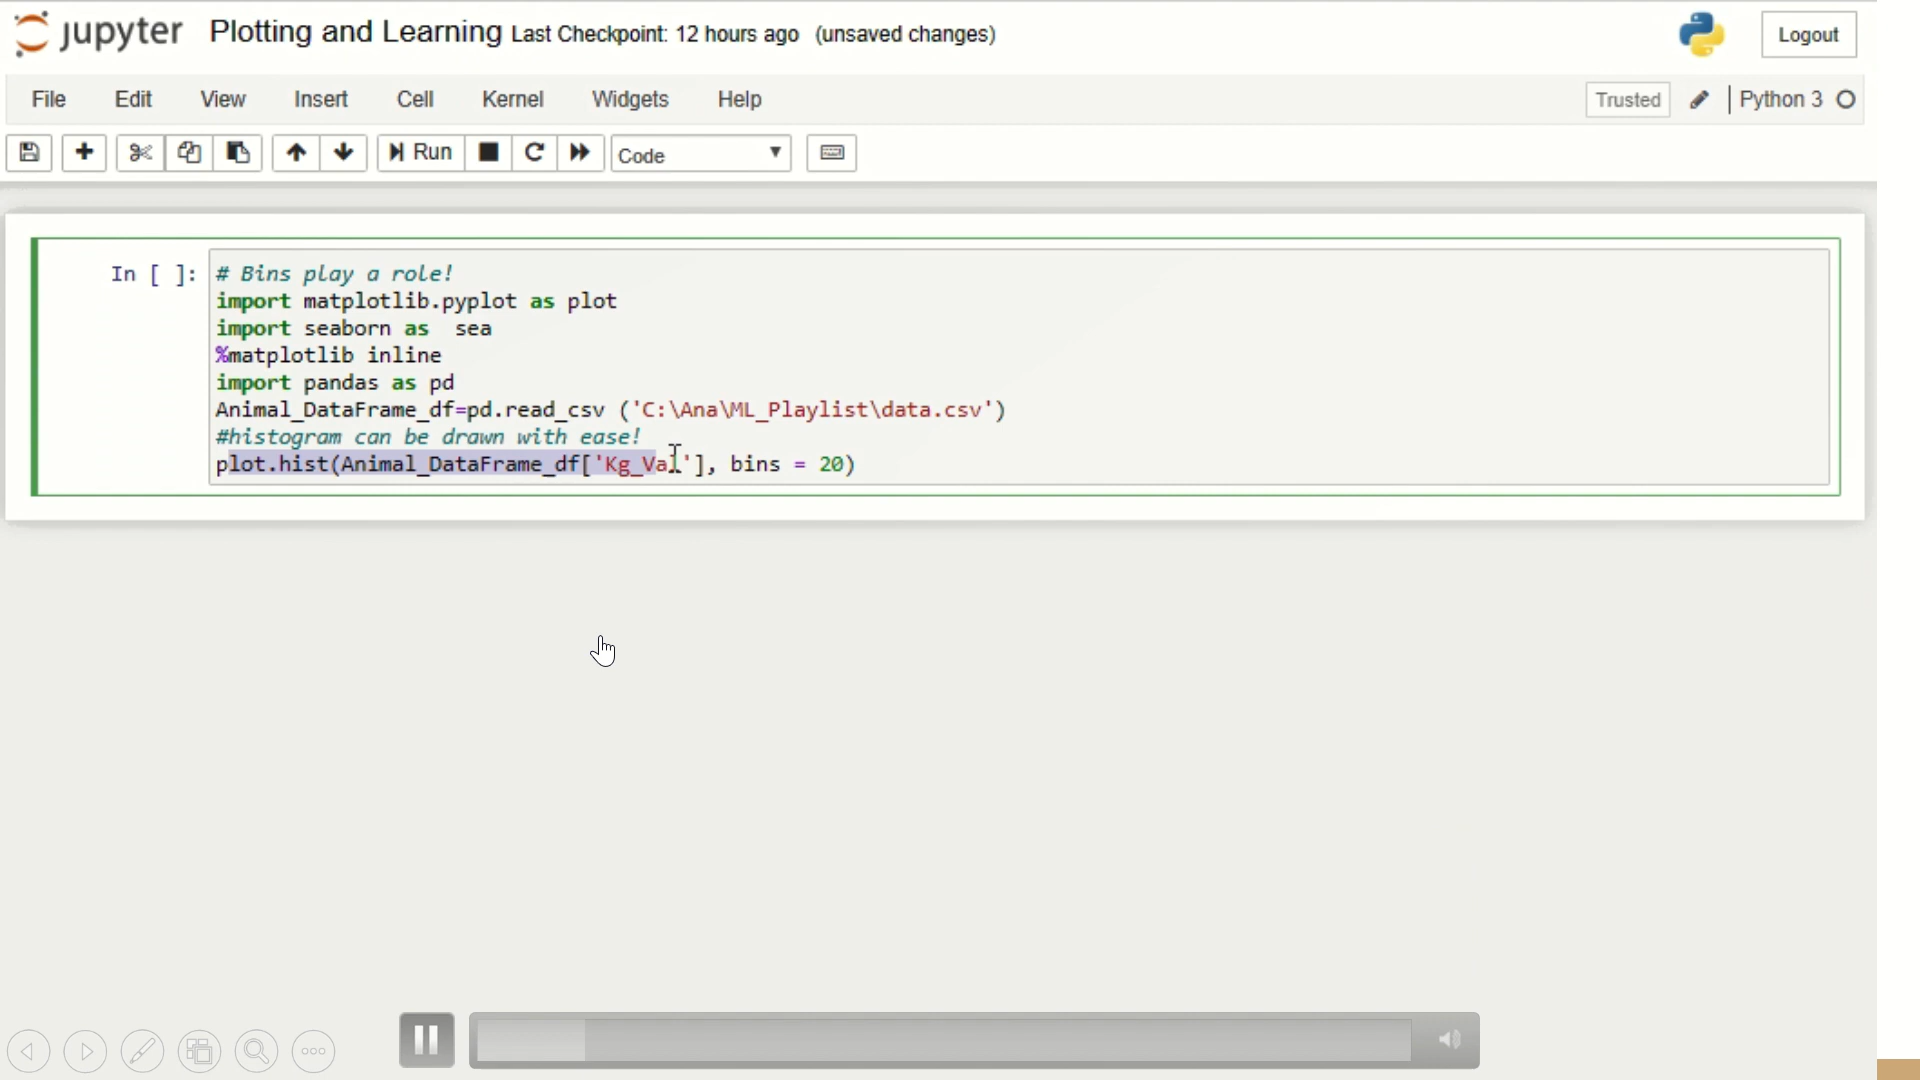 jupyter Plotting and Learning Last Checkpoint: 12 hours ago (unsaved changes) Logout
File Edit View Insert Cell Kernel Widgets Help Trusted Python 3
Run Code
In [ ]: # Bins play a role!
import matplotlib.pyplot as plot
import seaborn as  sea
%matplotlib inline
import pandas as pd
Animal_DataFrame_df=pd.read_csv ('C:\Ana\ML_Playlist\data.csv')
#histogram can be drawn with ease!
plot.hist(Animal_DataFrame_df['Kg_Val'], bins = 20)